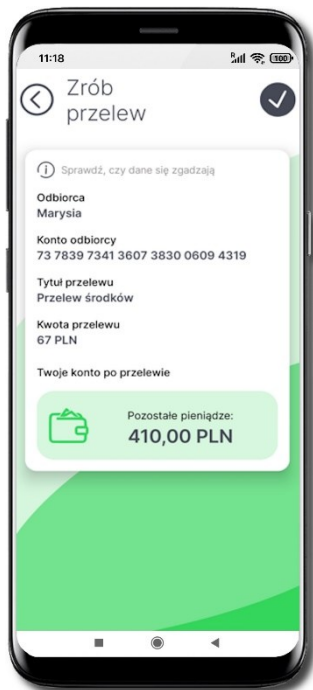 11:18
R
100
Zrób
przelew
Sprawdź, czy dane się zgadzają
Odbiorca
Marysia
Konto odbiorcy
73 7839 7341 3607 3830 0609 4319
Tytuł przelewu
Przelew środków
Kwota przelewu
67 PLN
Twoje konto po przelewie
Pozostałe pieniądze:
410,00 PLN